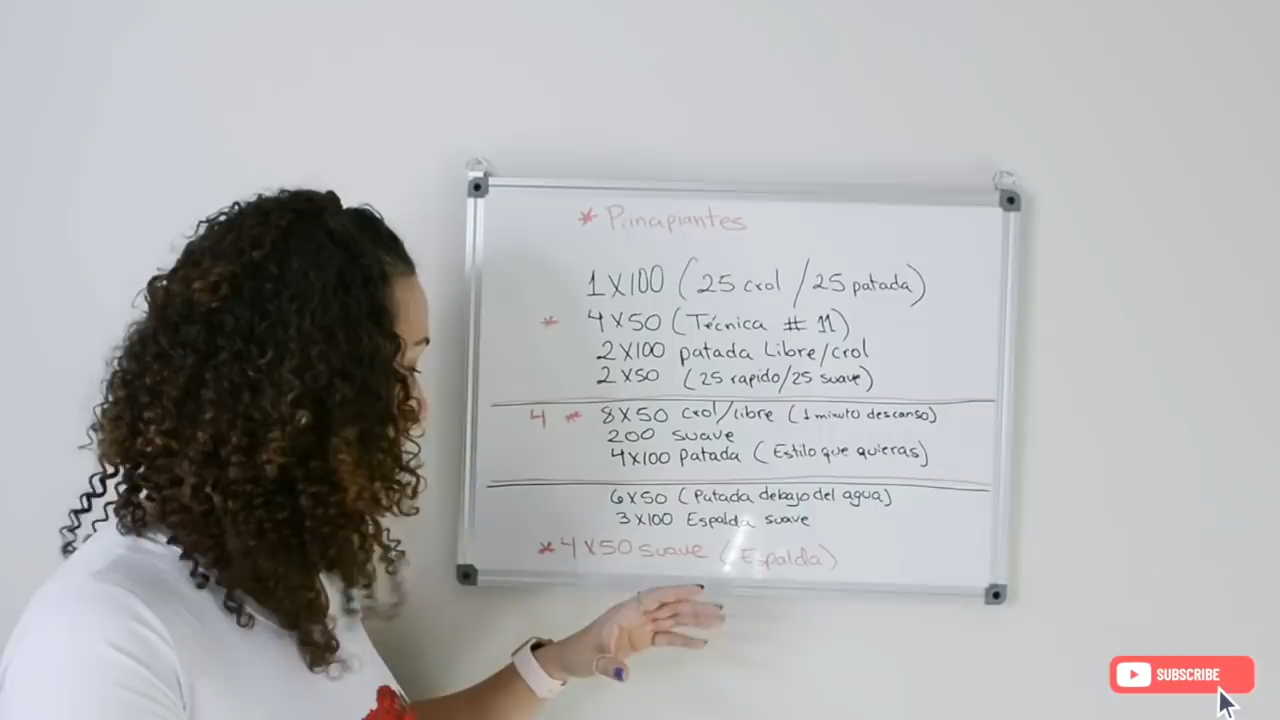 * Principiantes
1X100 (25 crol / 25 patada)
* 4X50 (Técnica # 11)
2X100 patada Libre/crol
2X50 (25 rapido/25 suave)
4 * 8X50 crol/libre (1 minuto descanso)
200 suave
4X100 patada (Estilo que quieras)
6X50 (Patada debajo del agua)
3X100 Espalda suave
* 4X50 suave (Espalda)
SUBSCRIBE